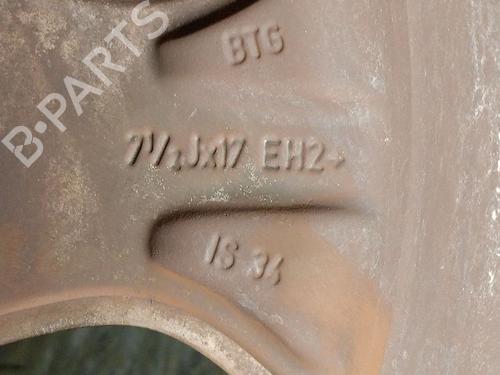 B-PARTS
BTG
7½Jx17 EH2+
IS 34